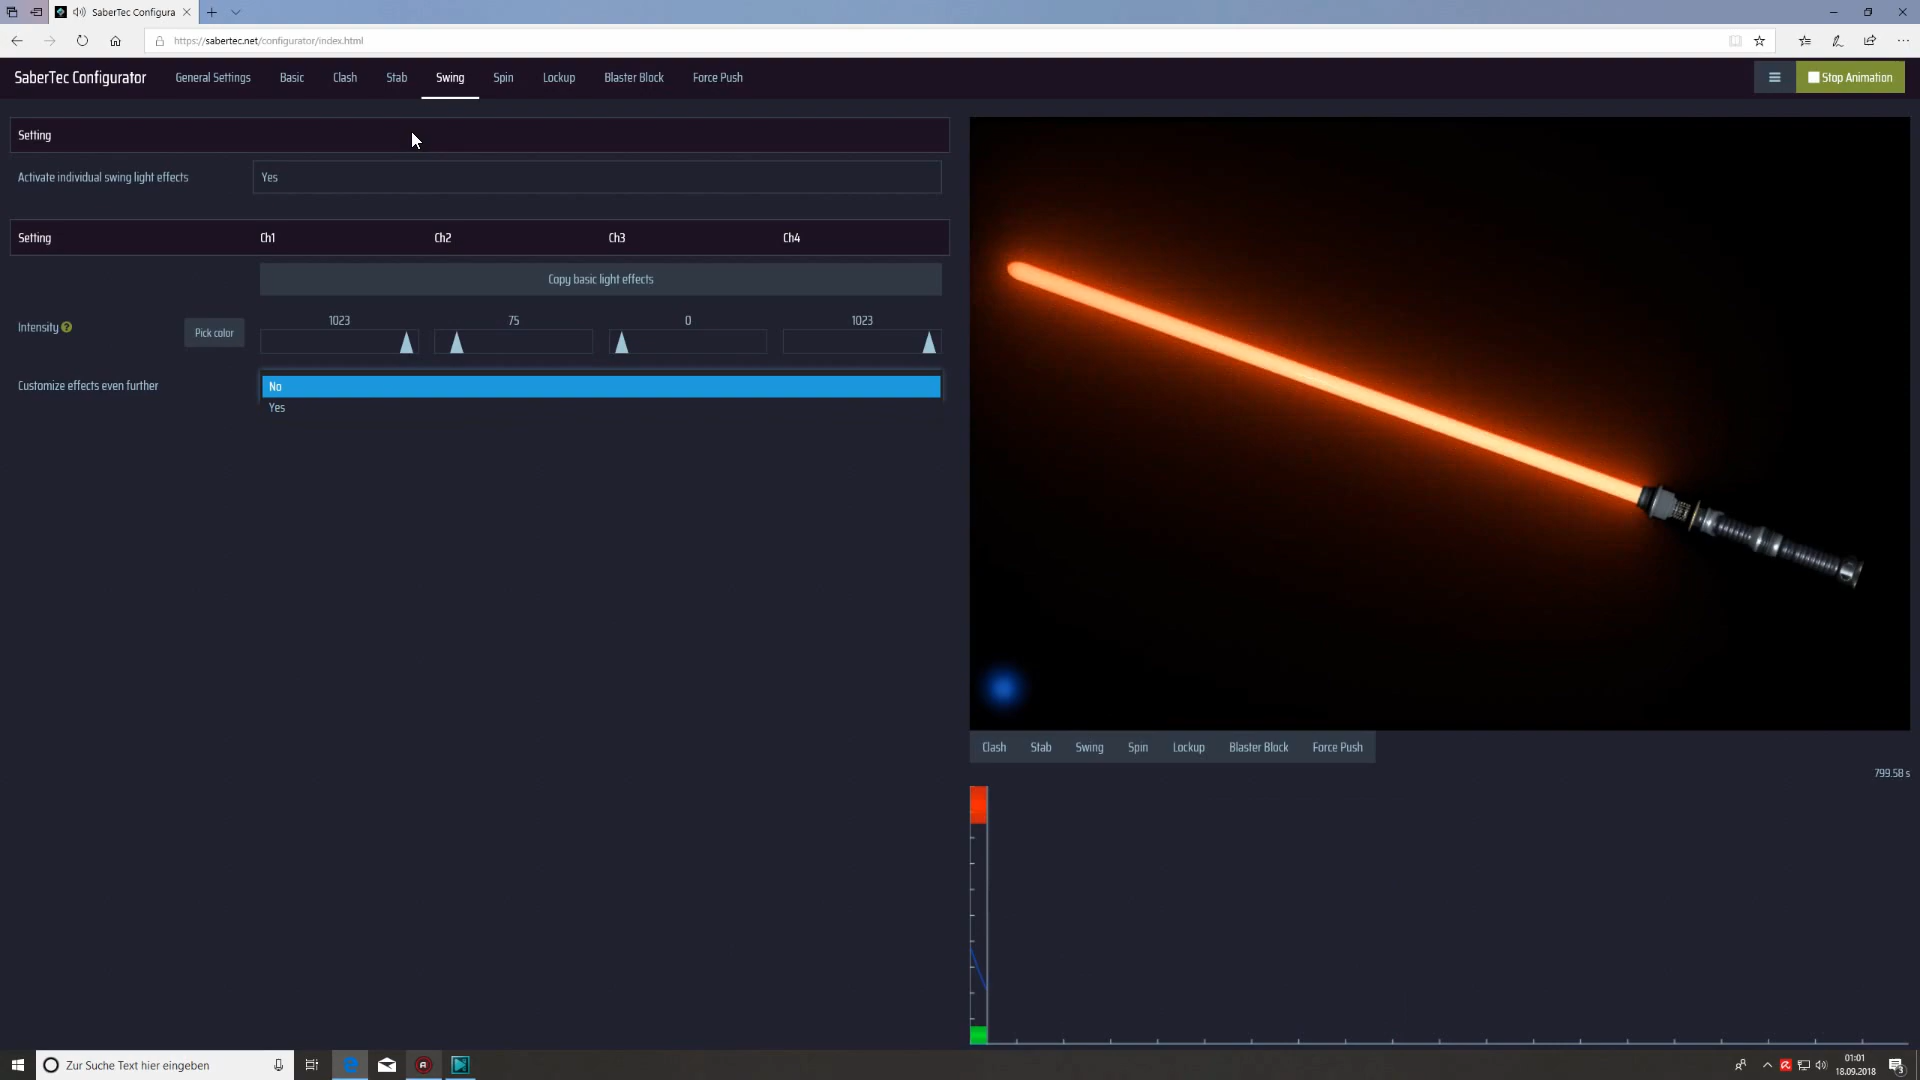 SaberTec Configura
https://sabertec.net/configurator/index.html
SaberTec Configurator General Settings Basic Clash Stab Swing Spin Lockup Blaster Block Force Push Stop Animation
Setting
Activate individual swing light effects Yes
Setting Ch1 Ch2 Ch3 Ch4
Copy basic light effects
Intensity ? Pick color 1023 75 0 1023
Customize effects even further No
Yes
Clash Stab Swing Spin Lockup Blaster Block Force Push
799.58 s
Zur Suche Text hier eingeben
01:01
18.09.2018
3